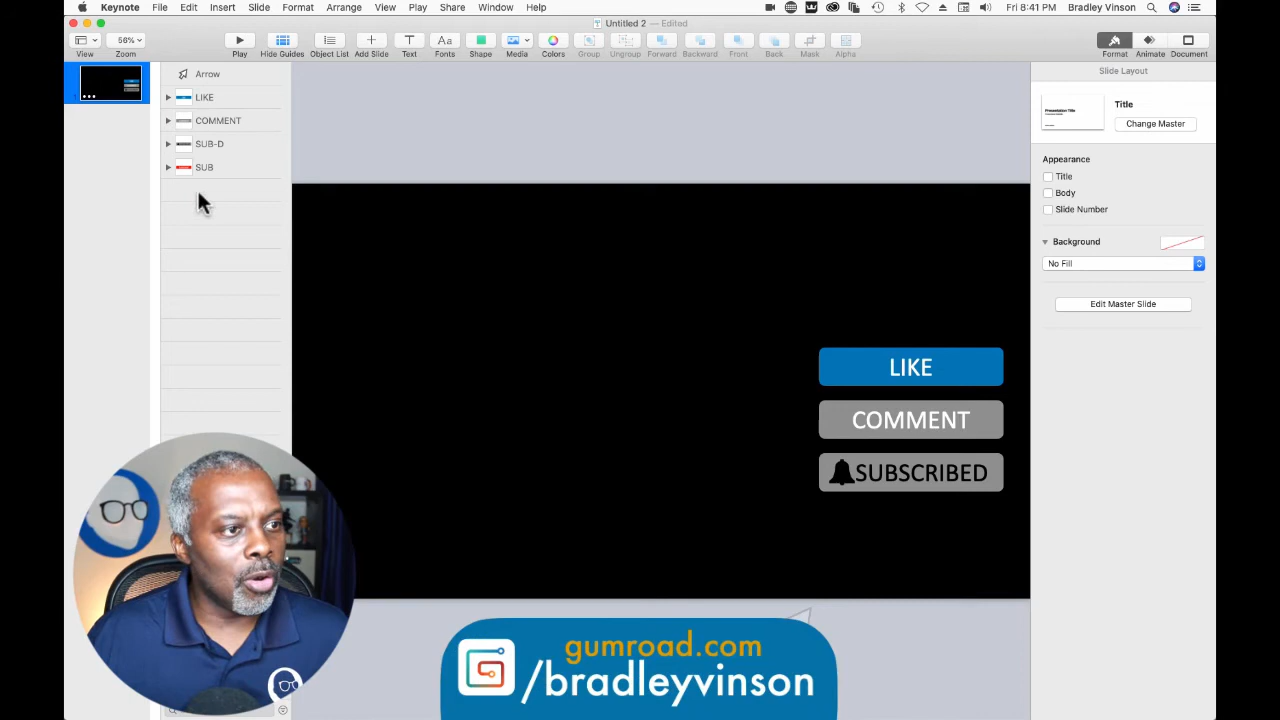 Keynote File Edit Insert Slide Format Arrange View Play Share Window Help Fri 8:41 PM Bradley Vinson
Untitled 2 — Edited
56%
View Zoom Play Hide Guides Object List Add Slide Text Fonts Shape Media Colors Group Ungroup Forward Backward Front Back Mask Alpha Format Animate Document
Arrow
LIKE
COMMENT
SUB-D
SUB
LIKE
COMMENT
SUBSCRIBED
Slide Layout
Presentation Title
Title
Change Master
Appearance
Title
Body
Slide Number
Background
No Fill
Edit Master Slide
gumroad.com
/bradleyvinson